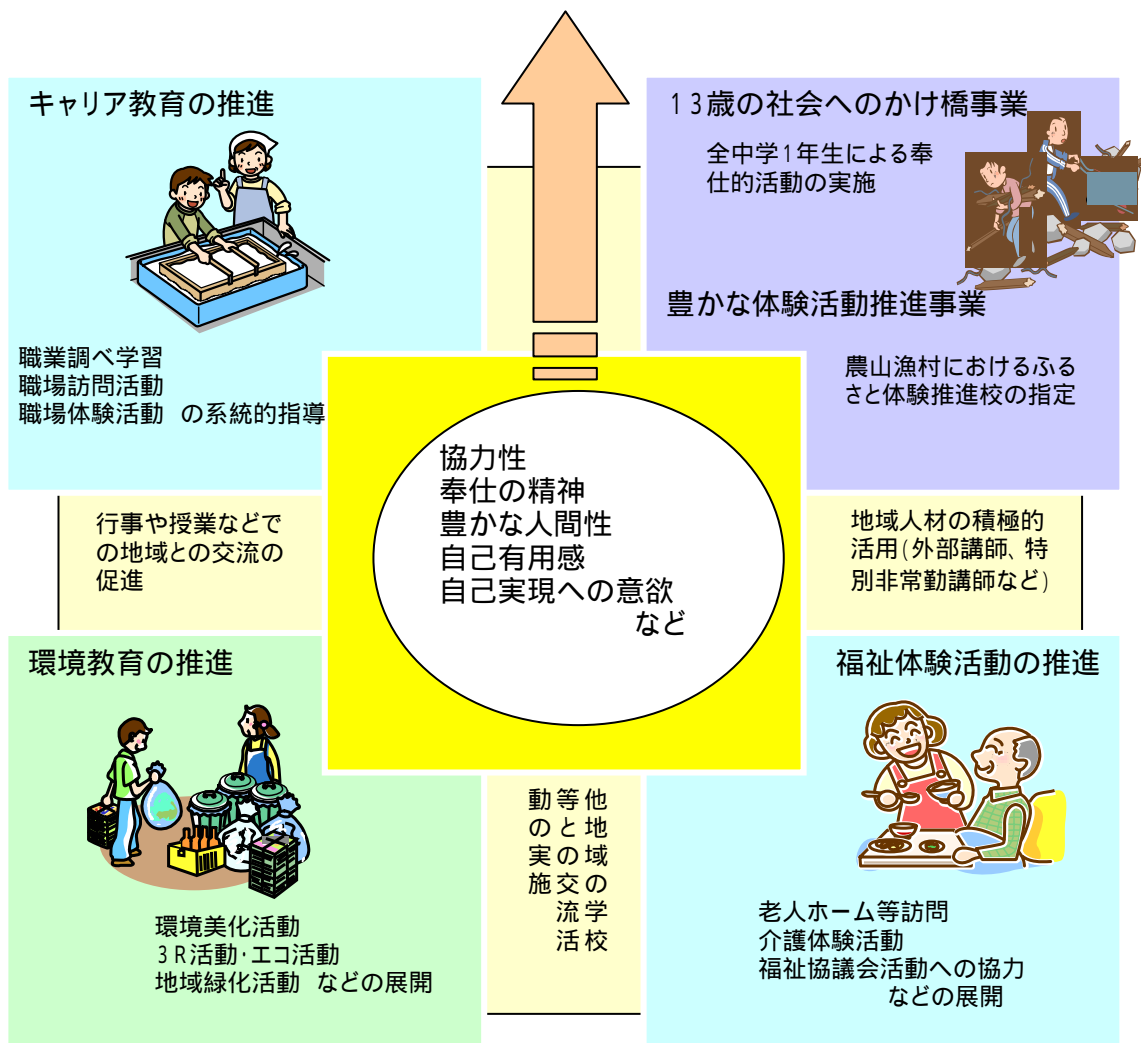 キャリア教育の推進
職業調べ学習
職場訪問活動
職場体験活動 の系統的指導
13歳の社会へのかけ橋事業
全中学1年生による奉
仕的活動の実施
豊かな体験活動推進事業
農山漁村におけるふる
さと体験推進校の指定
協力性
奉仕の精神
豊かな人間性
自己有用感
自己実現への意欲
など
行事や授業などで
の地域との交流の
促進
地域人材の積極的
活用(外部講師、特
別非常勤講師など)
環境教育の推進
環境美化活動
3R活動・エコ活動
地域緑化活動 などの展開
他地域の学校
等との交流活
動の実施
福祉体験活動の推進
老人ホーム等訪問
介護体験活動
福祉協議会活動への協力
などの展開